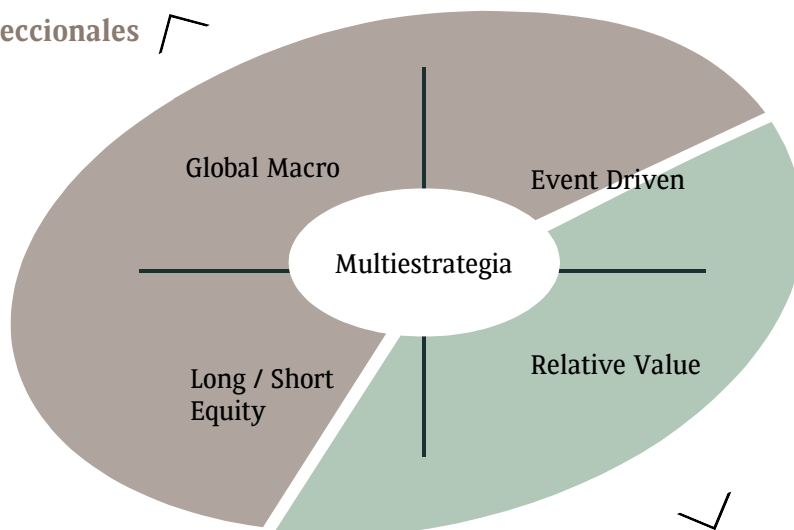 eccionales
Global Macro
Event Driven
Multiestrategia
Relative Value
Long / Short
Equity